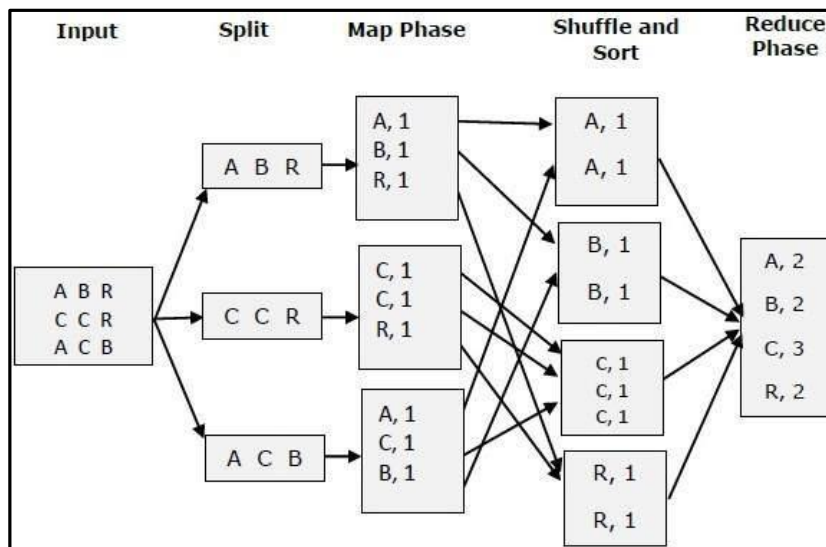 Input
Split
Map Phase
Shuffle and
Sort
Reduce
Phase
A B R
C C R
A C B
A B R
C C R
A C B
A, 1
B, 1
R, 1
C, 1
C, 1
R, 1
A, 1
C, 1
B, 1
A, 1
A, 1
B, 1
B, 1
C, 1
C, 1
C, 1
R, 1
R, 1
A, 2
B, 2
C, 3
R, 2